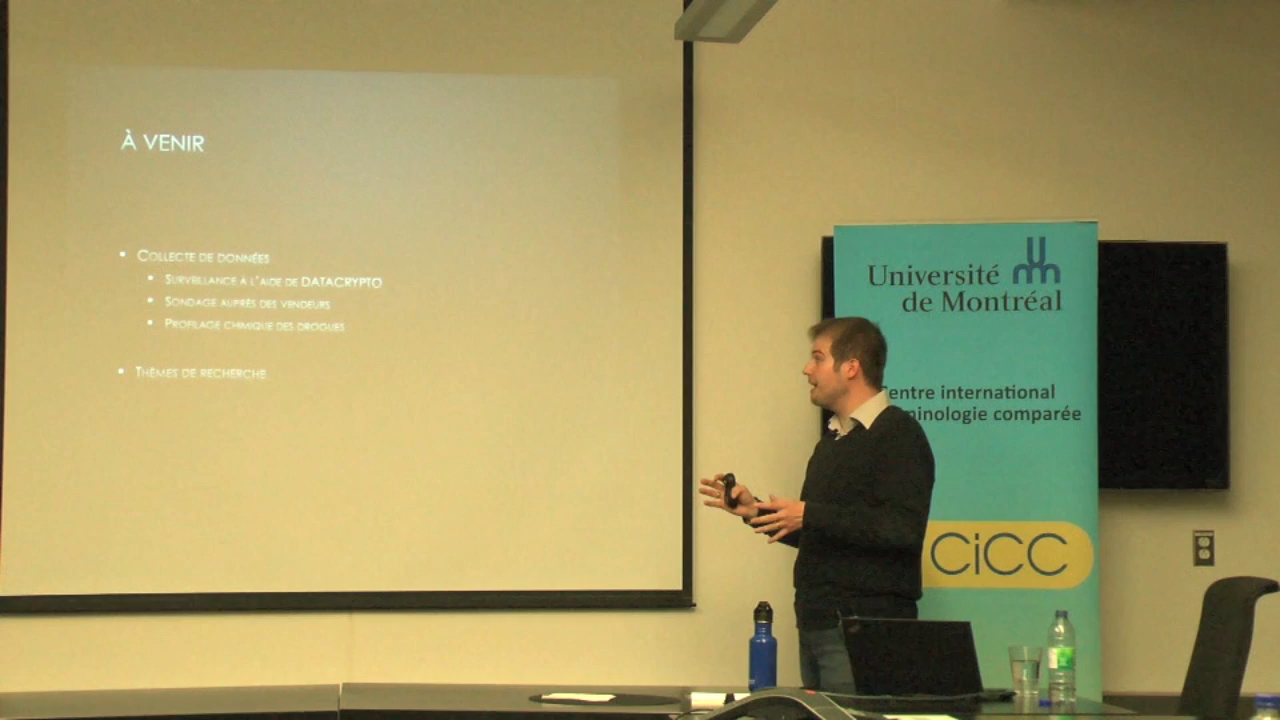 À VENIR
COLLECTE DE DONNÉES
SURVEILLANCE À L'AIDE DE DATACRYPTO
SONDAGE AUPRÈS DES VENDEURS
PROFILAGE CHIMIQUE DES DROGUES
THÈMES DE RECHERCHE
Université
de Montréal
entre international
minologie comparée
CiCC